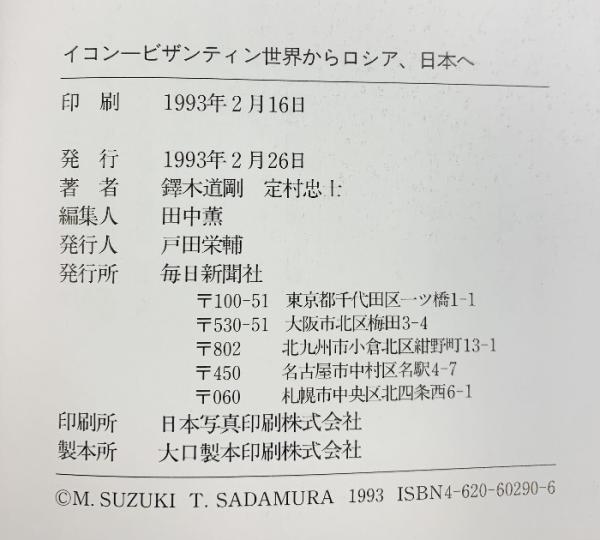 イコン―ビザンティン世界からロシア、日本へ
印 刷 1993年2月16日
発 行 1993年2月26日
著 者 鐸木道剛 定村忠士
編集人 田中薫
発行人 戸田栄輔
発行所 毎日新聞社
〒100-51 東京都千代田区一ツ橋1-1
〒530-51 大阪市北区梅田3-4
〒802 北九州市小倉北区紺野町13-1
〒450 名古屋市中村区名駅4-7
〒060 札幌市中央区北四条西6-1
印刷所 日本写真印刷株式会社
製本所 大口製本印刷株式会社
©M. SUZUKI T. SADAMURA 1993 ISBN4-620-60290-6